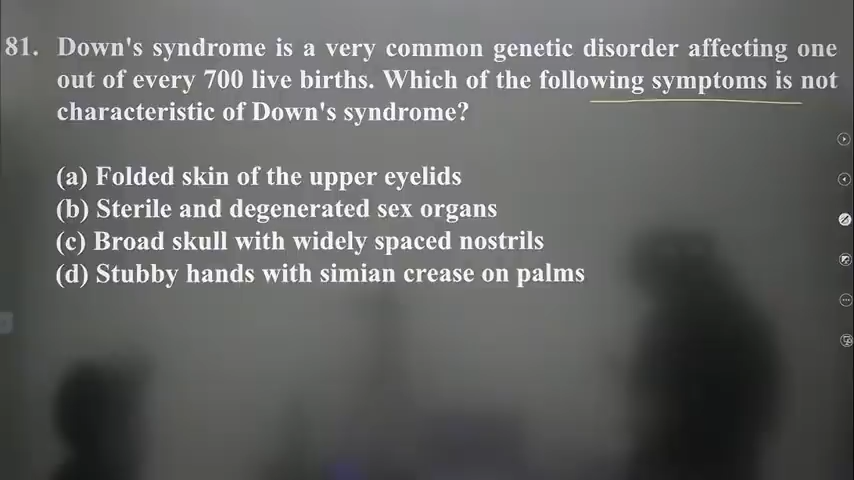 81. Down's syndrome is a very common genetic disorder affecting one
out of every 700 live births. Which of the following symptoms is not
characteristic of Down's syndrome?
(a) Folded skin of the upper eyelids
(b) Sterile and degenerated sex organs
(c) Broad skull with widely spaced nostrils
(d) Stubby hands with simian crease on palms